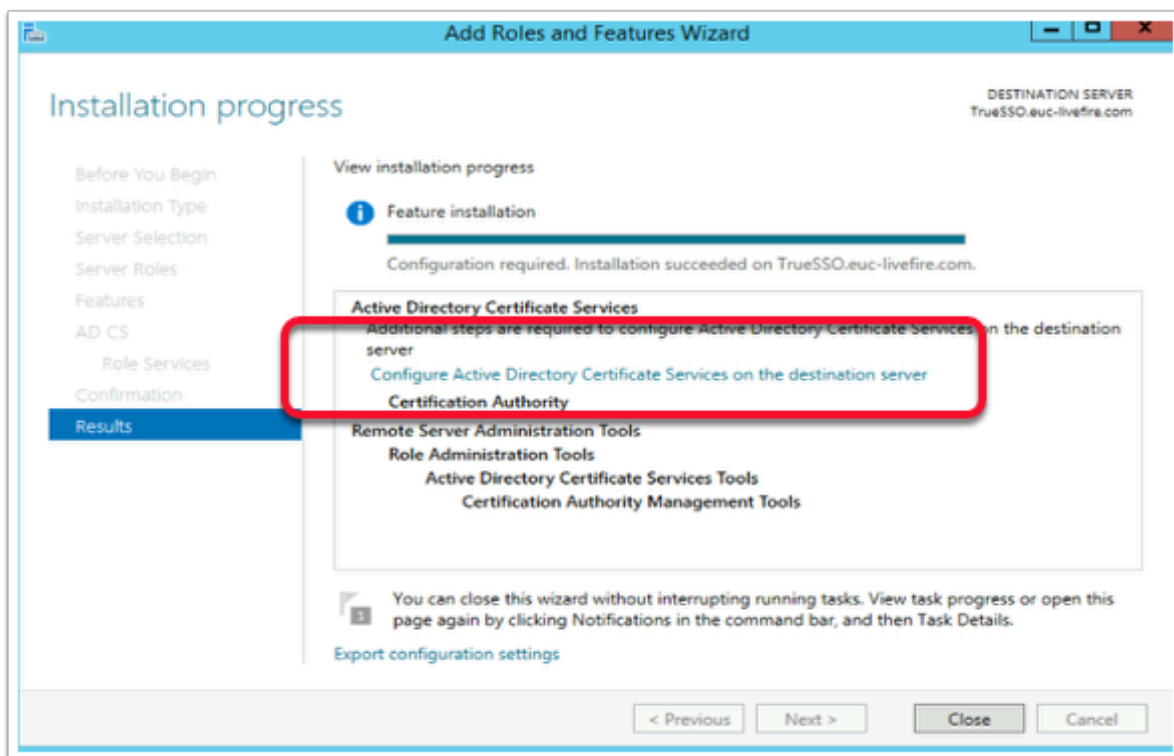 Add Roles and Features Wizard
Installation progress
DESTINATION SERVER
TrueSSO.euc-livefire.com
Before You Begin
Installation Type
Server Selection
Server Roles
Features
AD CS
Role Services
Confirmation
Results
View installation progress
Feature installation
Configuration required. Installation succeeded on TrueSSO.euc-livefire.com.
Active Directory Certificate Services
Additional steps are required to configure Active Directory Certificate Services on the destination
server
Configure Active Directory Certificate Services on the destination server
Certification Authority
Remote Server Administration Tools
Role Administration Tools
Active Directory Certificate Services Tools
Certification Authority Management Tools
1
You can close this wizard without interrupting running tasks. View task progress or open this
page again by clicking Notifications in the command bar, and then Task Details.
Export configuration settings
< Previous
Next >
Close
Cancel